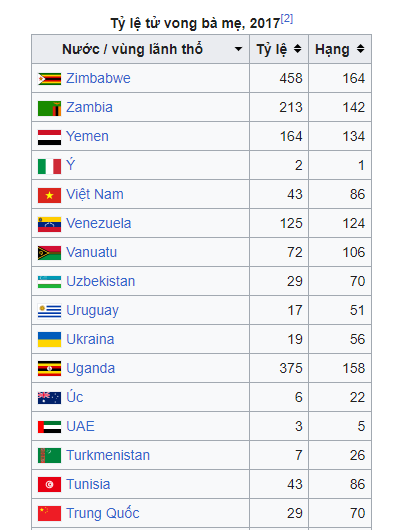 Tỷ lệ tử vong bà mẹ, 2017[2]
Nước / vùng lãnh thổ Tỷ lệ Hạng
Zimbabwe 458 164
Zambia 213 142
Yemen 164 134
Ý 2 1
Việt Nam 43 86
Venezuela 125 124
Vanuatu 72 106
Uzbekistan 29 70
Uruguay 17 51
Ukraina 19 56
Uganda 375 158
Úc 6 22
UAE 3 5
Turkmenistan 7 26
Tunisia 43 86
Trung Quốc 29 70